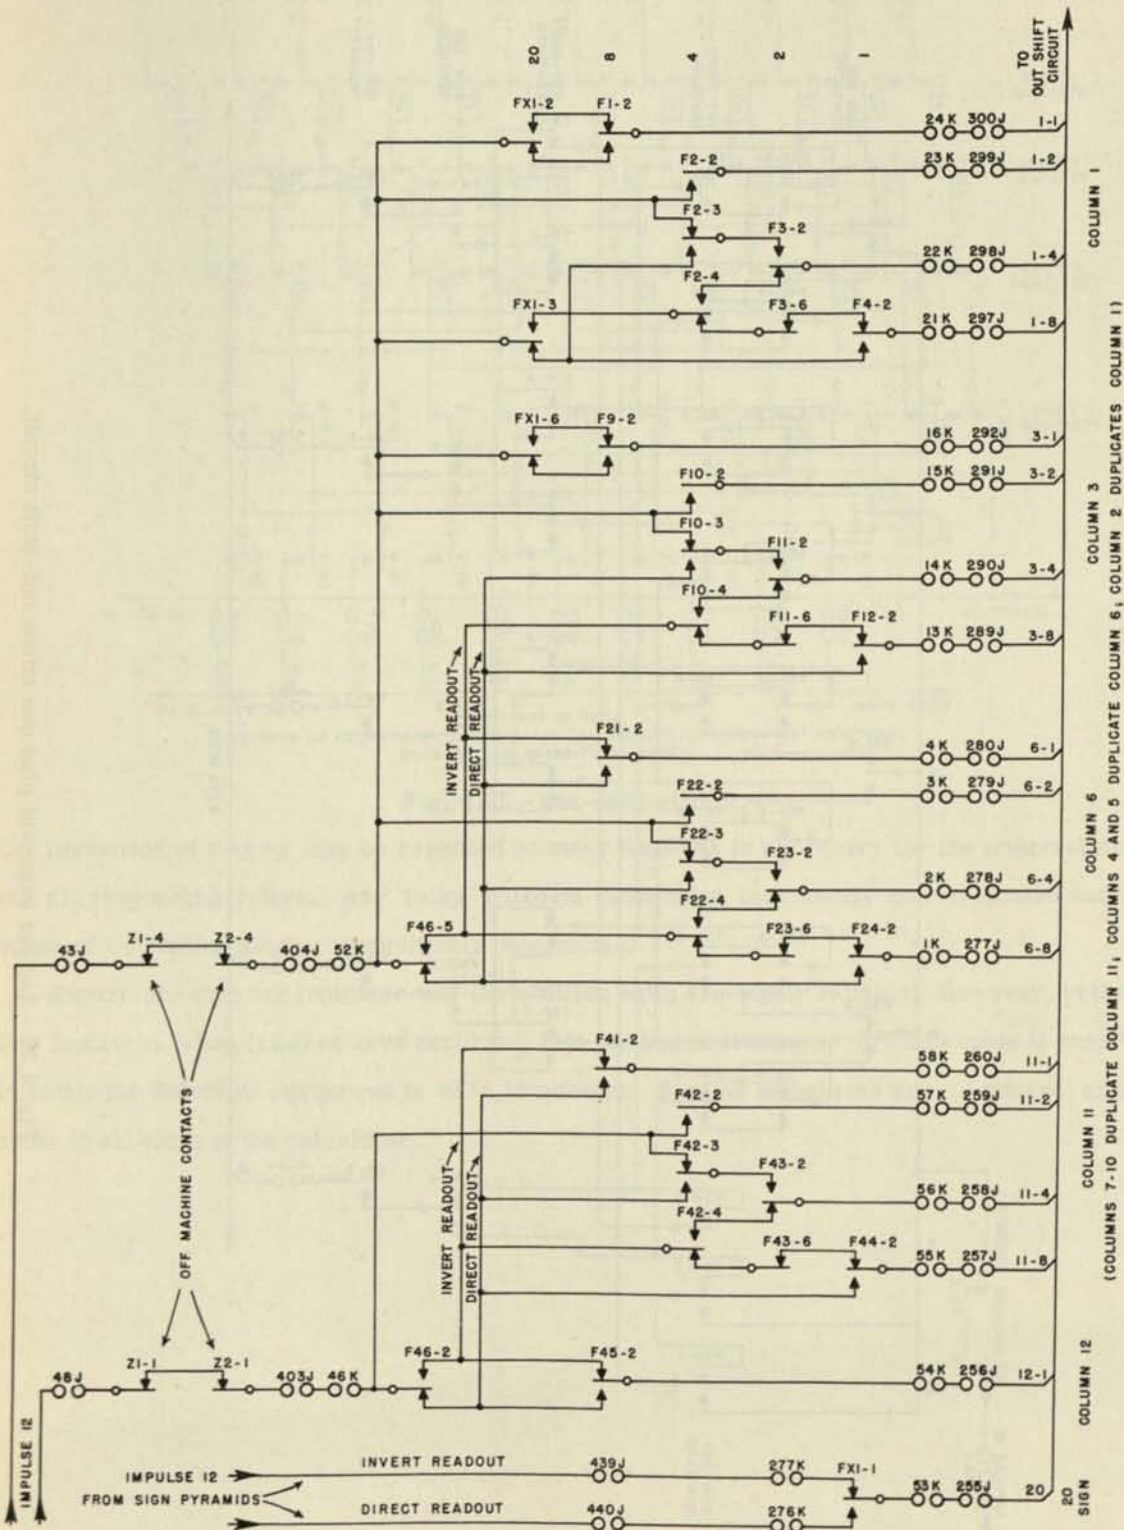 20 8 4 2 1
TO
OUT SHIFT
CIRCUIT
FX1-2 F1-2
24K 300J 1-1
F2-2
23K 299J 1-2
F2-3
F3-2
22K 298J 1-4
F2-4
FX1-3
F3-6 F4-2
21K 297J 1-8
COLUMN 1
FX1-6 F9-2
16K 292J 3-1
F10-2
15K 291J 3-2
F10-3
F11-2
14K 290J 3-4
F10-4
F11-6 F12-2
13K 289J 3-8
COLUMN 3
INVERT READOUT
DIRECT READOUT
F21-2
4K 280J 6-1
F22-2
3K 279J 6-2
F22-3
F23-2
2K 278J 6-4
F22-4
F23-6 F24-2
1K 277J 6-8
COLUMN 6
43J Z1-4 Z2-4 404J 52K F46-5
OFF MACHINE CONTACTS
F41-2
58K 260J 11-1
F42-2
57K 259J 11-2
F42-3
F43-2
56K 258J 11-4
F42-4
F43-6 F44-2
55K 257J 11-8
COLUMN 11
INVERT READOUT
DIRECT READOUT
48J Z1-1 Z2-1 403J 46K F46-2 F45-2
54K 256J 12-1
COLUMN 12
IMPULSE 12
IMPULSE 12
FROM SIGN PYRAMIDS
INVERT READOUT
439J 277K FX1-1
DIRECT READOUT
440J 276K
53K 255J 20
20
SIGN
(COLUMNS 7-10 DUPLICATE COLUMN 11; COLUMNS 4 AND 5 DUPLICATE COLUMN 6; COLUMN 2 DUPLICATES COLUMN 1)